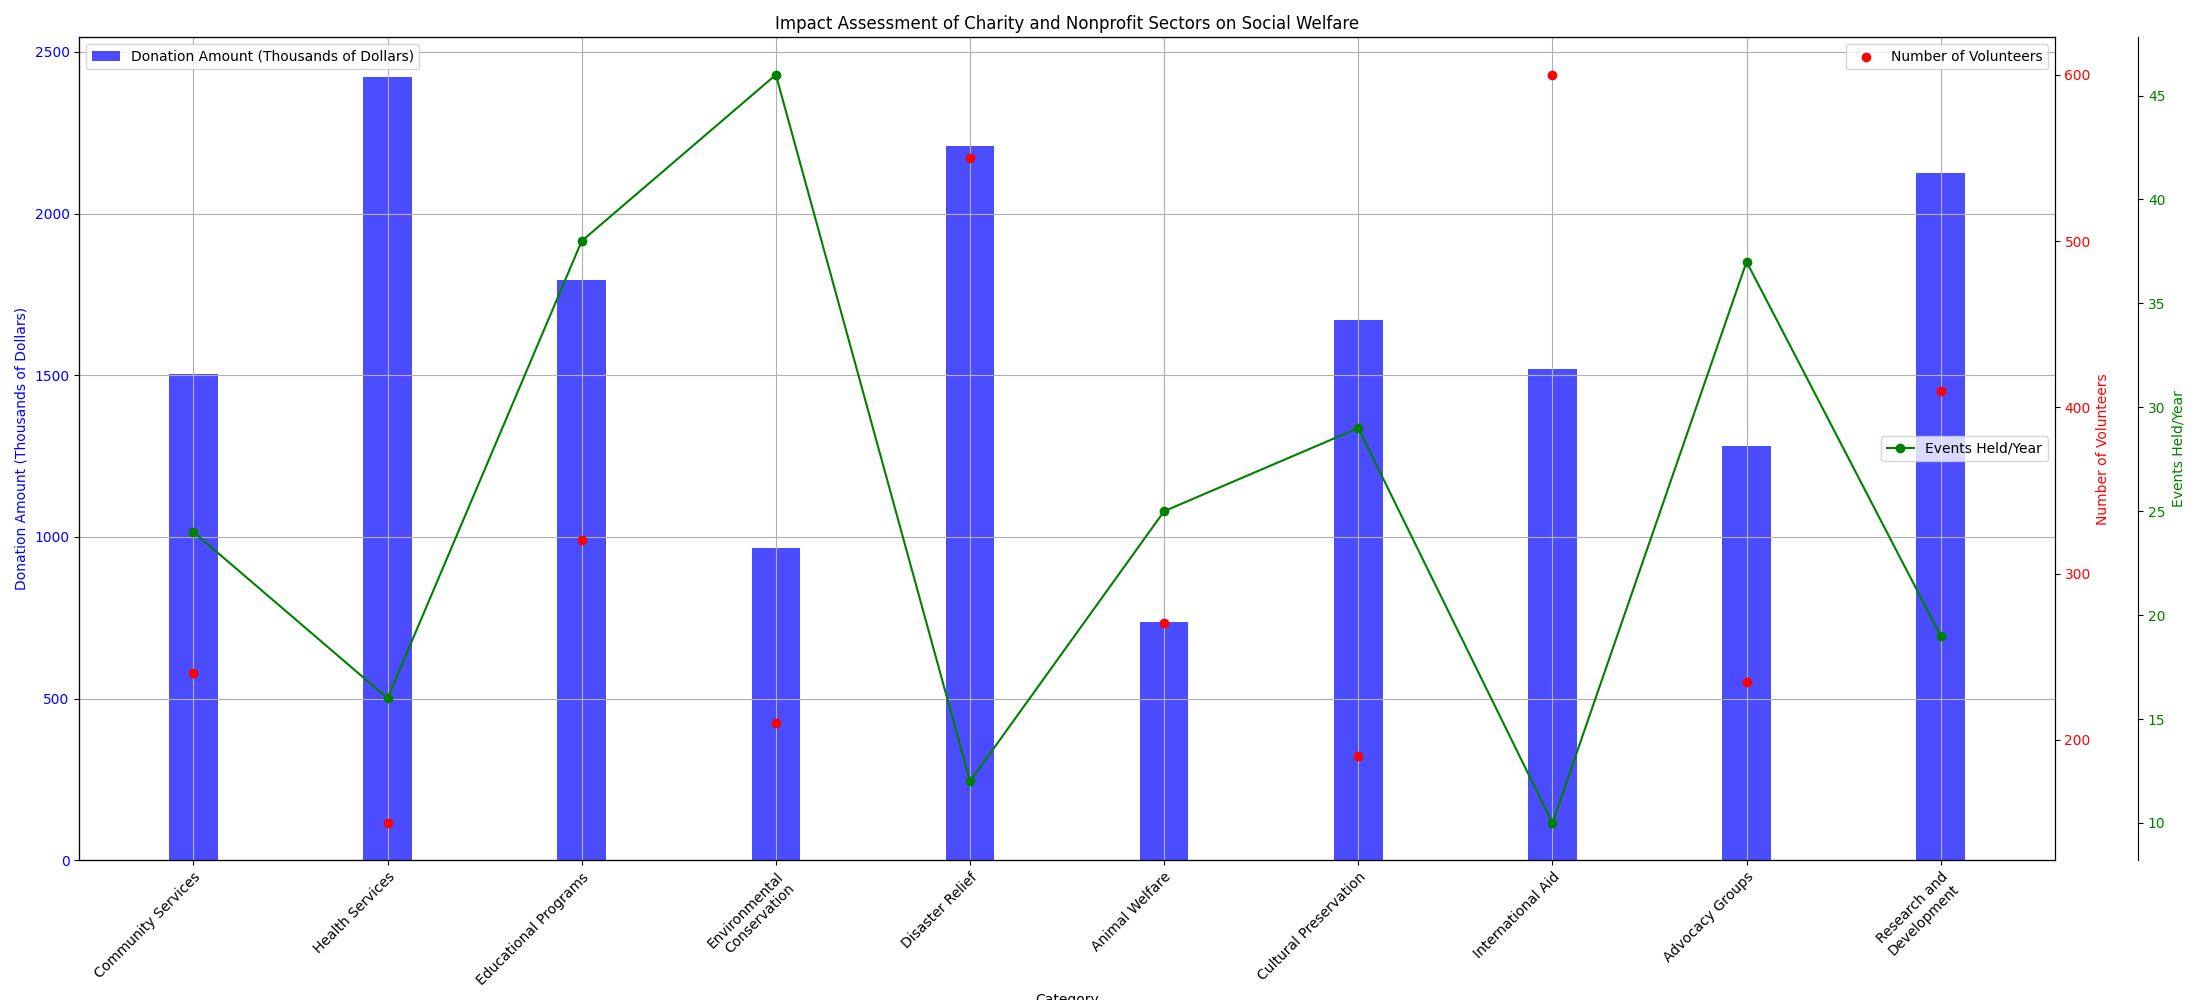 Impact Assessment of Charity and Nonprofit Sectors on Social Welfare
Donation Amount (Thousands of Dollars)
Number of Volunteers
Events Held/Year
Donation Amount (Thousands of Dollars)
2500
2000
1500
1000
500
0
600
500
400
300
200
Number of Volunteers
45
40
35
30
25
20
15
10
Events Held/Year
Community Services
Health Services
Educational Programs
Environmental
Conservation
Disaster Relief
Animal Welfare
Cultural Preservation
International Aid
Advocacy Groups
Research and
Development
Category